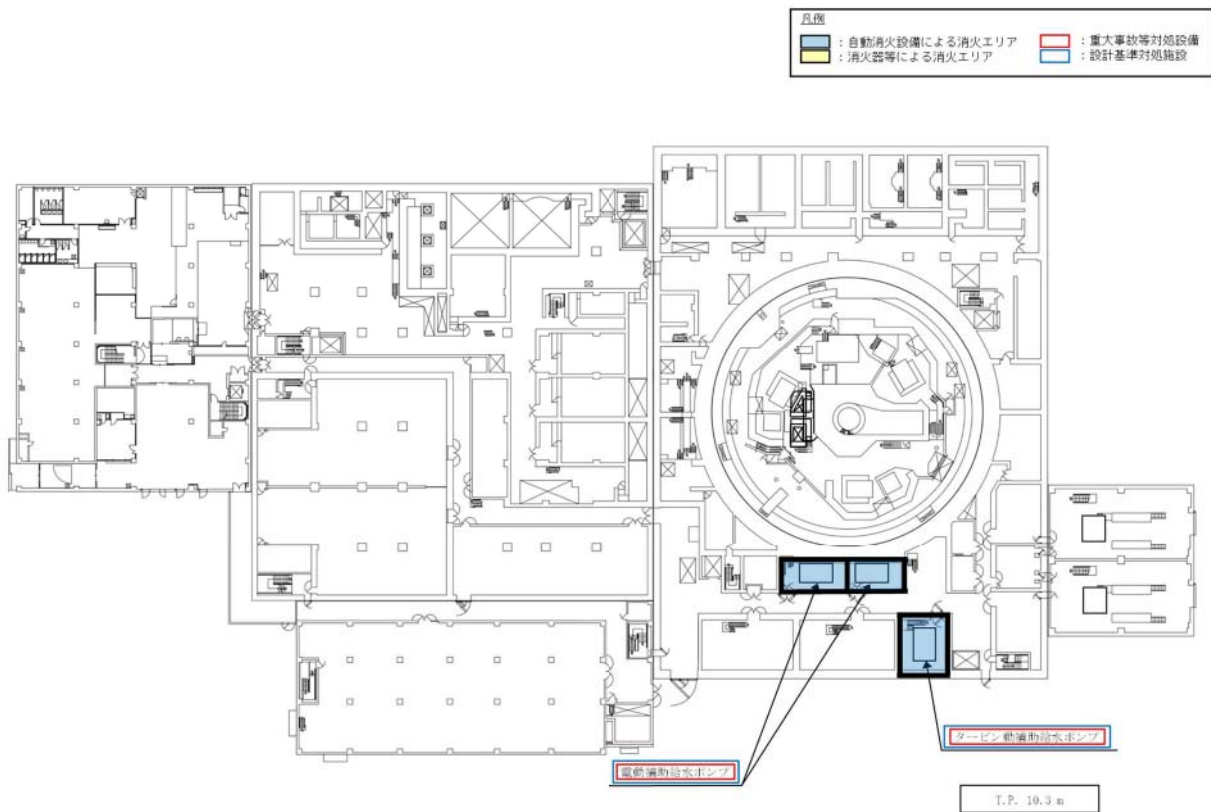 凡例
：自動消火設備による消火エリア
：重大事故等対処設備
：消火器等による消火エリア
：設計基準対処施設
タービン動補助給水ポンプ
電動補助給水ポンプ
T.P. 10.3 m